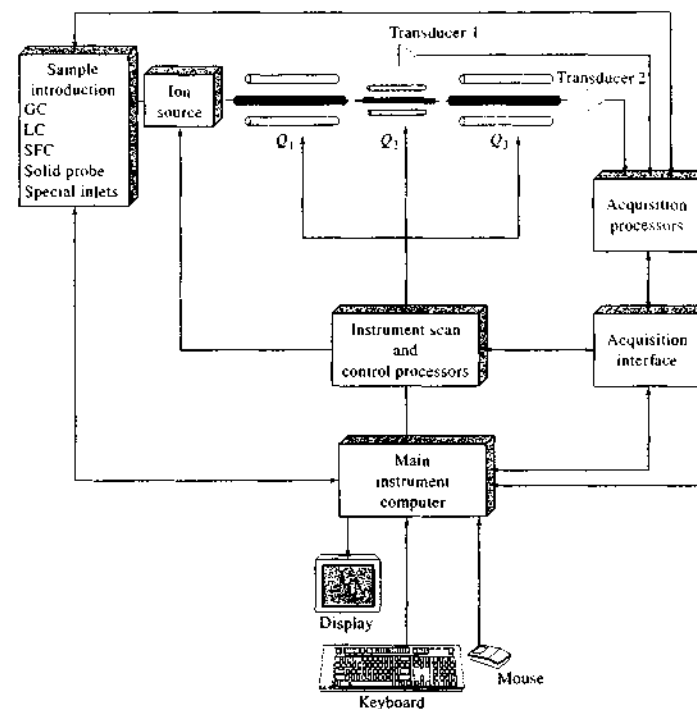 Transducer 1
Sample
introduction
GC
LC
SFC
Solid probe
Special inlets
Ion
source
Transducer 2
Q1
Q2
Q3
Acquisition
processors
Instrument scan
and
control processors
Acquisition
interface
Main
instrument
computer
Display
Mouse
Keyboard